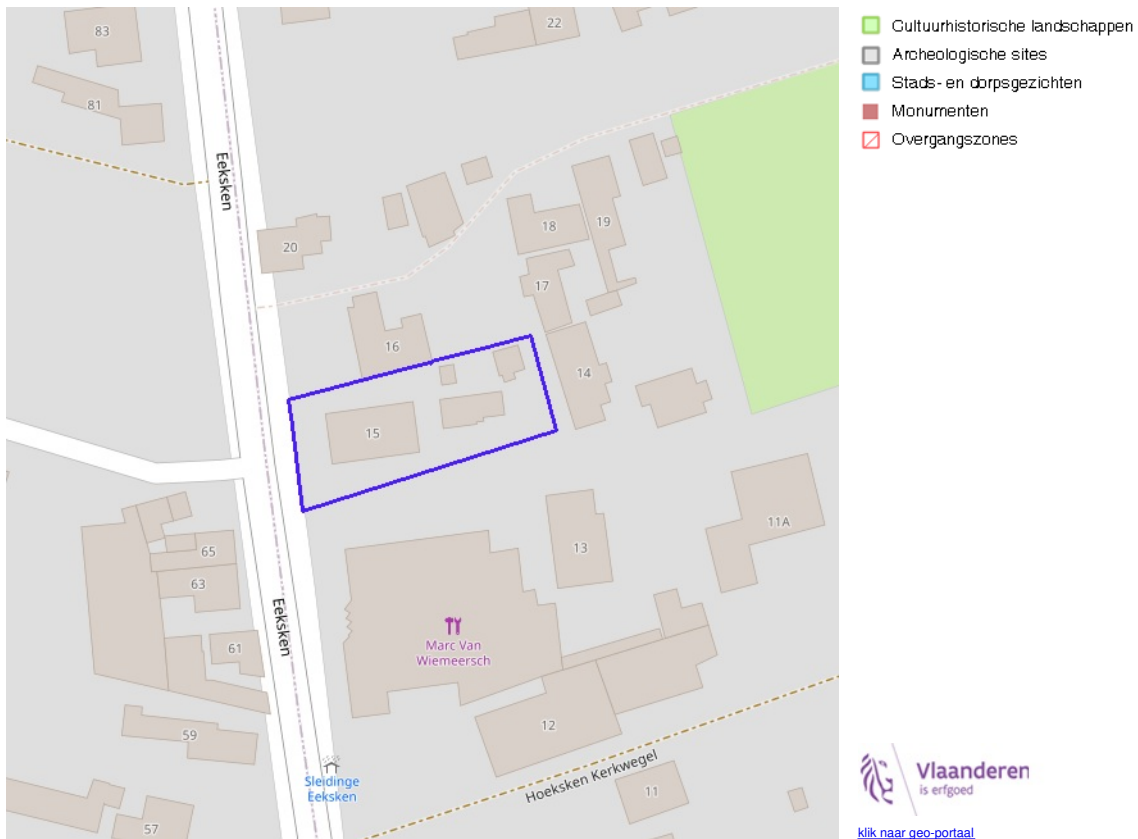 83
22
81
Eeksken
20
18
19
17
16
14
15
11A
13
65
63
61
Eeksken
Marc Van
Wiemeersch
12
59
Sleidinge
Eeksken
Hoeksken Kerkwegel
11
57
Cultuurhistorische landschappen
Archeologische sites
Stads- en dorpsgezichten
Monumenten
Overgangszones
Vlaanderen
is erfgoed
klik naar geo-portaal